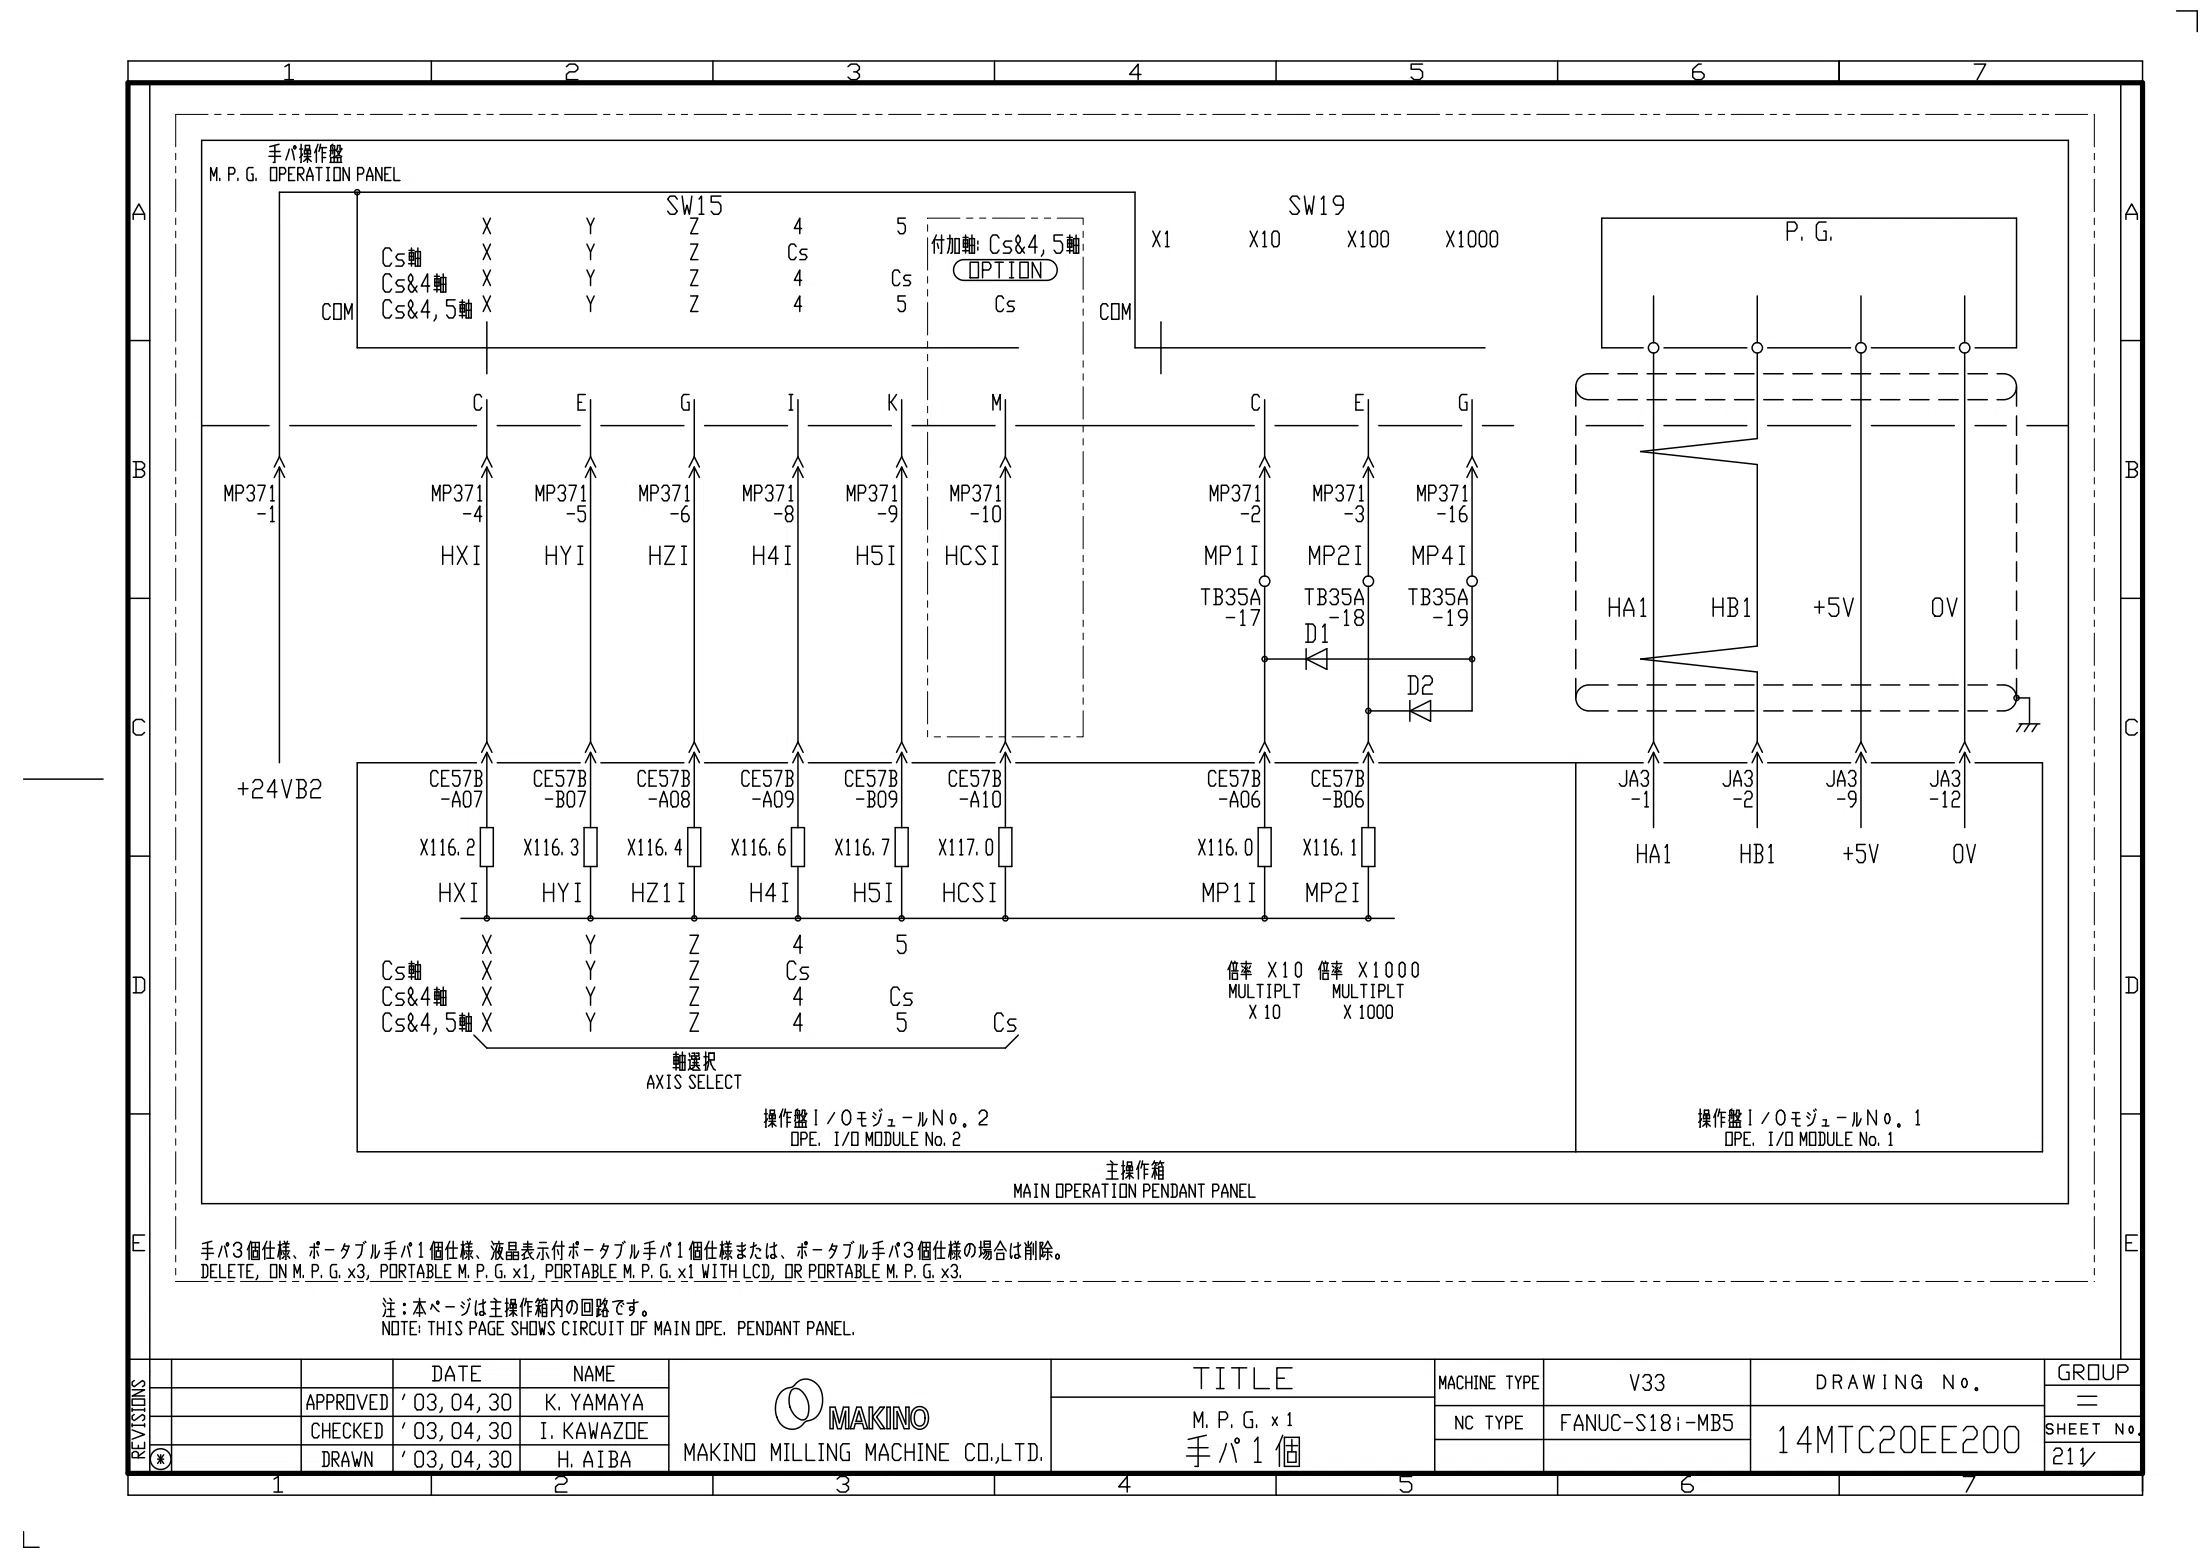 1 2 3 4 5 6 7
手パ操作盤
M. P. G. OPERATION PANEL
SW15
X Y Z 4 5
Cs軸 X Y Z Cs
Cs&4軸 X Y Z 4 Cs
Cs&4, 5軸 X Y Z 4 5 Cs
付加軸: Cs&4, 5軸
OPTION
COM
COM
SW19
X1 X10 X100 X1000
P. G.
A A
C E G I K M C E G
B B
MP371 MP371 MP371 MP371 MP371 MP371 MP371 MP371 MP371 MP371
-1 -4 -5 -6 -8 -9 -10 -2 -3 -16
HXI HYI HZI H4I H5I HCSI MP1I MP2I MP4I
TB35A TB35A TB35A
-17 -18 -19
HA1 HB1 +5V 0V
D1
D2
C C
+24VB2
CE57B CE57B CE57B CE57B CE57B CE57B CE57B CE57B JA3 JA3 JA3 JA3
-A07 -B07 -A08 -A09 -B09 -A10 -A06 -B06 -1 -2 -9 -12
X116. 2 X116. 3 X116. 4 X116. 6 X116. 7 X117. 0 X116. 0 X116. 1
HA1 HB1 +5V 0V
HXI HYI HZ1I H4I H5I HCSI MP1I MP2I
X Y Z 4 5
Cs軸 X Y Z Cs
Cs&4軸 X Y Z 4 Cs
Cs&4, 5軸 X Y Z 4 5 Cs
倍率 X10 倍率 X1000
MULTIPLT MULTIPLT
X 10 X 1000
D D
軸選択
AXIS SELECT
操作盤I/OモジュールNo. 2
OPE. I/O MODULE No. 2
操作盤I/OモジュールNo. 1
OPE. I/O MODULE No. 1
主操作箱
MAIN OPERATION PENDANT PANEL
E E
手パ3個仕様、ポータブル手パ1個仕様、液晶表示付ポータブル手パ1個仕様または、ポータブル手パ3個仕様の場合は削除。
DELETE, ON M. P. G. x3, PORTABLE M. P. G. x1, PORTABLE M. P. G. x1 WITH LCD, OR PORTABLE M. P. G. x3.
注:本ページは主操作箱内の回路です。
NOTE: THIS PAGE SHOWS CIRCUIT OF MAIN OPE. PENDANT PANEL.
REVISIONS
*
DATE NAME
APPROVED '03, 04, 30 K. YAMAYA
CHECKED '03, 04, 30 I. KAWAZOE
DRAWN '03, 04, 30 H. AIBA
MAKINO
MAKINO MILLING MACHINE CO.,LTD.
TITLE
M. P. G. x 1
手パ1個
MACHINE TYPE V33
NC TYPE FANUC-S18i-MB5
DRAWING No.
14MTC20EE200
GROUP
=
SHEET No.
211/
1 2 3 4 5 6 7